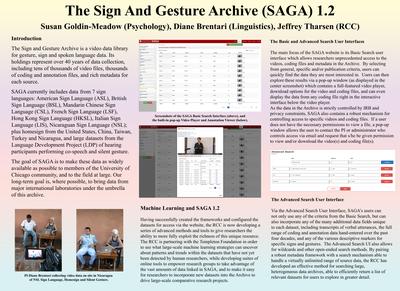 The Sign And Gesture Archive (SAGA) 1.2
Susan Goldin-Meadow (Psychology), Diane Brentari (Linguistics), Jeffrey Tharsen (RCC)
Introduction
The Sign and Gesture Archive is a video data library
for gesture, sign and spoken language data. Its
holdings represent over 40 years of data collection,
including tens of thousands of video files, thousands
of coding and annotation files, and rich metadata for
each source.
SAGA currently includes data from 7 sign
languages: American Sign Language (ASL), British
Sign Language (BSL), Mandarin Chinese Sign
Language (CNL), French Sign Language (LSF),
Hong Kong Sign Language (HKSL), Italian Sign
Language (LIS), Nicaraguan Sign Language (NSL);
plus homesign from the United States, China, Taiwan,
Turkey and Nicaragua, and large datasets from the
Language Development Project (LDP) of hearing
participants performing co-speech and silent gesture.
The goal of SAGA is to make these data as widely
available as possible to members of the University of
Chicago community, and to the field at large. Our
long-term goal is, where possible, to bring data from
major international laboratories under the umbrella
of this archive.
PI Diane Brentari collecting video data on-site in Nicaragua
of NSL Sign Language, Homesign and Silent Gesture.
Screenshots of the SAGA Basic Search Interface (above), and
the built-in pop-up Video Player and Annotation Viewer (below).
Machine Learning and SAGA 1.2
Having successfully created the frameworks and configured the
datasets for access via the website, the RCC is now developing a
series of advanced methods and tools to give researchers the
ability to more fully exploit the richness of this unique resource.
The RCC is partnering with the Templeton Foundation in order
to see what large-scale machine learning strategies can uncover
about patterns and trends within the datasets that have not yet
been detected by human researchers, while developing suites of
online tools to empower researchers to more easily engage with
the vast amounts of data linked in SAGA, and to make it easy
for researchers to incorporate new datasets into the Archive to
drive large-scale comparative research projects.
The Basic and Advanced Search User Interfaces
The main focus of the SAGA website is its Basic Search user
interface which allows researchers unprecedented access to the
videos, coding files and metadata in the Archive. By selecting
from general, specific and/or publication criteria, users can
quickly find the data they are most interested in. Users can then
explore these results via a pop-up window (as displayed in the
center screenshot) which contains a full-featured video player,
download options for the video and coding files, and can even
display the data from any coding file right in the interactive
interface below the video player.
As the data in the Archive is strictly controlled by IRB and
privacy constraints, SAGA also contains a robust mechanism for
controlling access to specific videos and coding files. If a user
does not have the necessary permissions to view a file, a pop-up
window allows the user to contact the PI or administrator who
controls access via email and request that s/he be given permission
to view and/or download the video(s) and coding file(s).
The Advanced Search User Interface
Via the Advanced Search User Interface, SAGA's users can
not only use any of the criteria from the Basic Search, but can
also incorporate any of the many additional data fields unique
to each dataset, including transcripts of robust utterances, the full
range of coding and annotation data hand-entered over the past
four decades, and any of the various descriptive markers for
specific signs and gestures. The Advanced Search UI also allows for
wildcards and other open-ended search methods. By pairing
a robust metadata framework with a search mechanism able to
handle a virtually unlimited range of source data, the RCC has
developed an effective method for searching across
heterogeneous data archives, able to efficiently return a list of
relevant datasets for users to explore in greater detail.